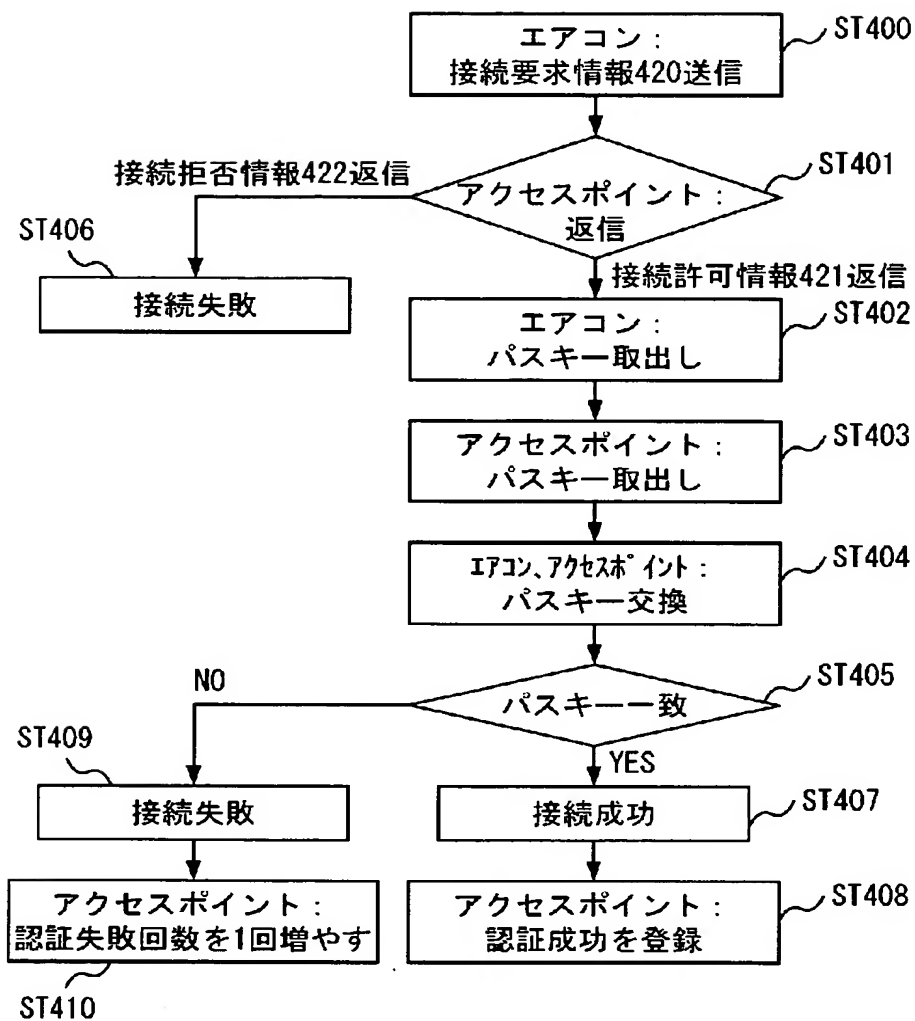 エアコン：
接続要求情報420送信
ST400
接続拒否情報422返信
アクセスポイント：
返信
ST401
ST406
接続失敗
接続許可情報421返信
エアコン：
パスキー取出し
ST402
アクセスポイント：
パスキー取出し
ST403
エアコン、アクセスポイント：
パスキー交換
ST404
NO
パスキー一致
ST405
YES
ST409
接続失敗
接続成功
ST407
アクセスポイント：
認証失敗回数を1回増やす
ST410
アクセスポイント：
認証成功を登録
ST408